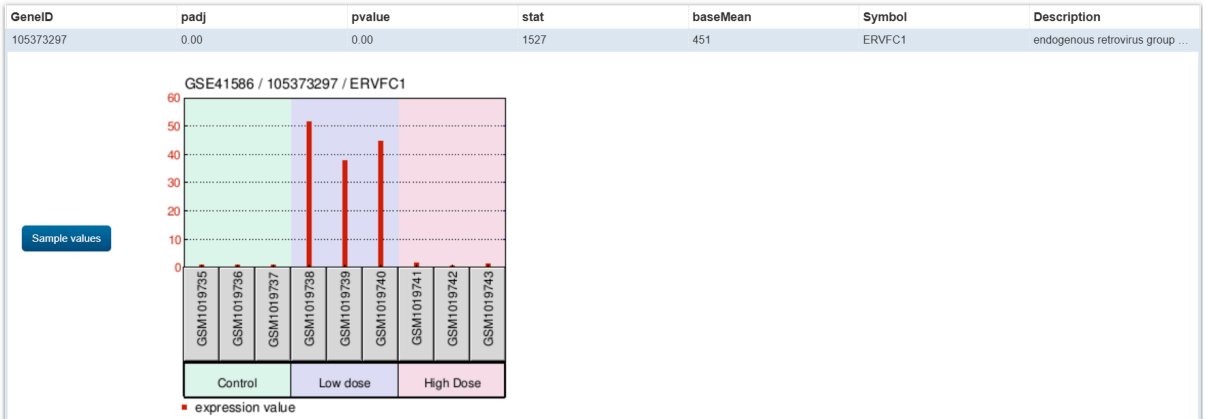 GeneID padj pvalue stat baseMean Symbol Description
105373297 0.00 0.00 1527 451 ERVFC1 endogenous retrovirus group ...
GSE41586 / 105373297 / ERVFC1
60
50
40
30
20
10
0
Sample values
GSM1019735 GSM1019736 GSM1019737 GSM1019738 GSM1019739 GSM1019740 GSM1019741 GSM1019742 GSM1019743
Control Low dose High Dose
expression value